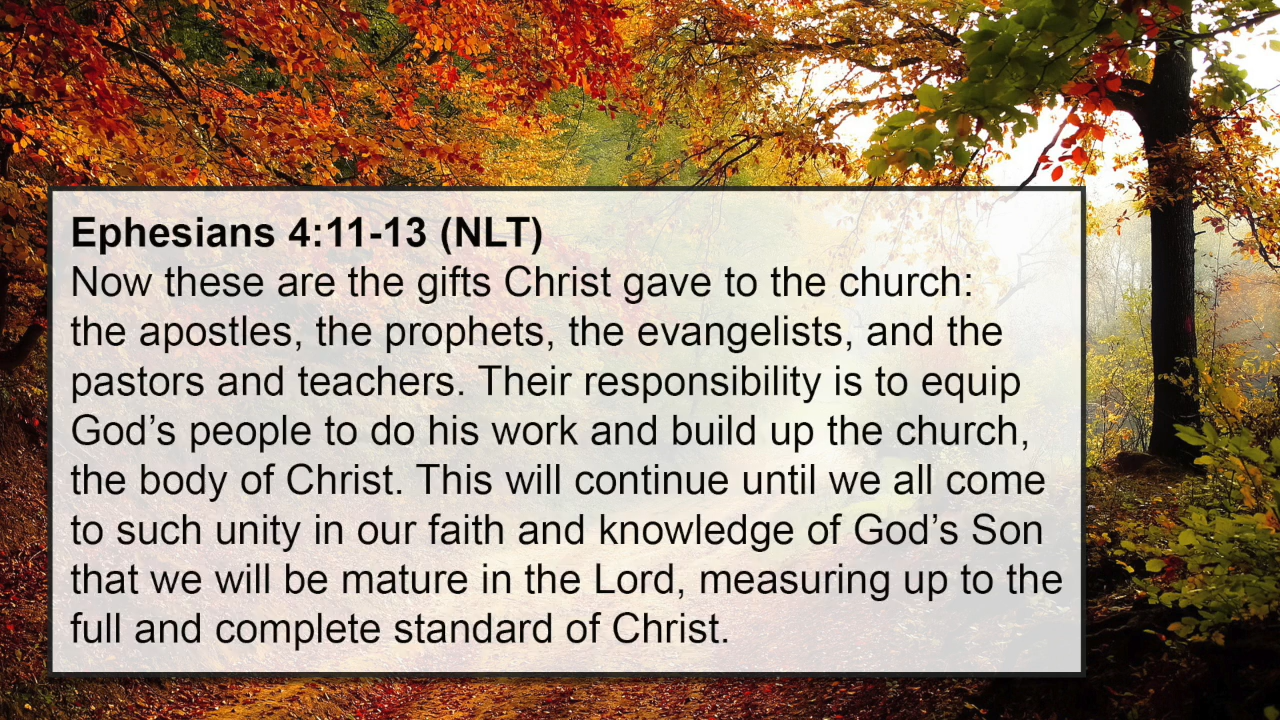 Ephesians 4:11-13 (NLT)
Now these are the gifts Christ gave to the church:
the apostles, the prophets, the evangelists, and the
pastors and teachers. Their responsibility is to equip
God’s people to do his work and build up the church,
the body of Christ. This will continue until we all come
to such unity in our faith and knowledge of God’s Son
that we will be mature in the Lord, measuring up to the
full and complete standard of Christ.